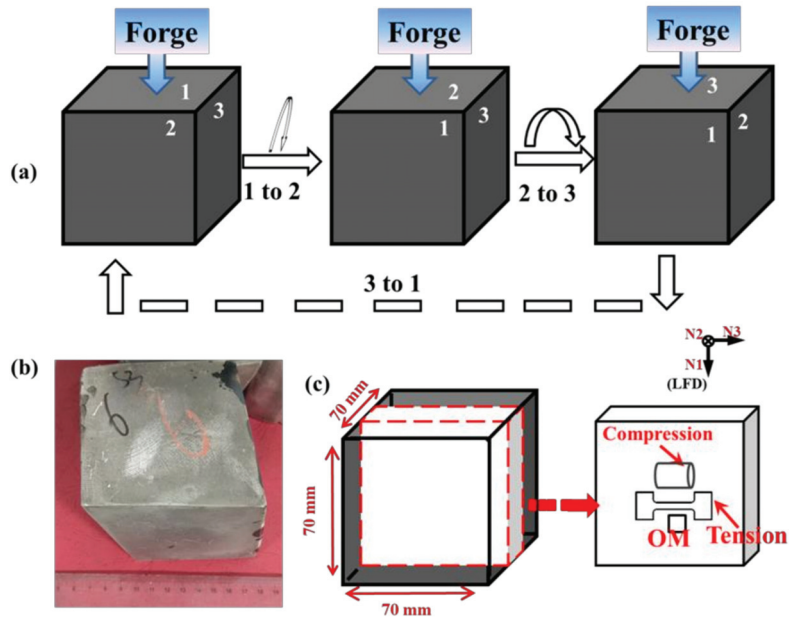 Forge
Forge
Forge
1
2
3
2
1
3
3
1
2
(a)
1 to 2
2 to 3
3 to 1
(b)
(c)
N2
N3
N1
(LFD)
70 mm
70 mm
70 mm
Compression
Tension
OM